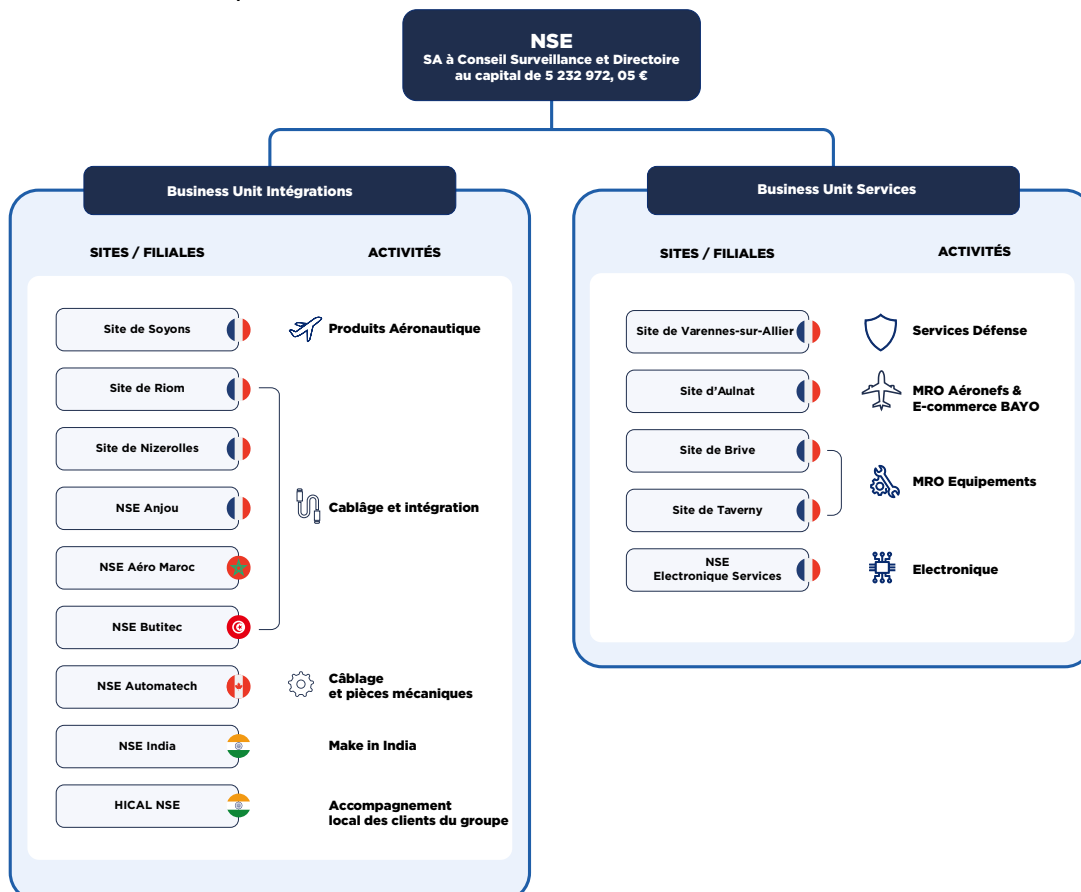 NSE
SA à Conseil Surveillance et Directoire
au capital de 5 232 972, 05 €
Business Unit Intégrations
SITES / FILIALES
ACTIVITÉS
Site de Soyons
Produits Aéronautique
Site de Riom
Site de Nizerolles
NSE Anjou
Cablâge et intégration
NSE Aéro Maroc
NSE Butitec
NSE Automatech
Câblage
et pièces mécaniques
NSE India
Make in India
HICAL NSE
Accompagnement
local des clients du groupe
Business Unit Services
SITES / FILIALES
ACTIVITÉS
Site de Varennes-sur-Allier
Services Défense
Site d’Aulnat
MRO Aéronefs &
E-commerce BAYO
Site de Brive
MRO Equipements
Site de Taverny
NSE
Electronique Services
Electronique